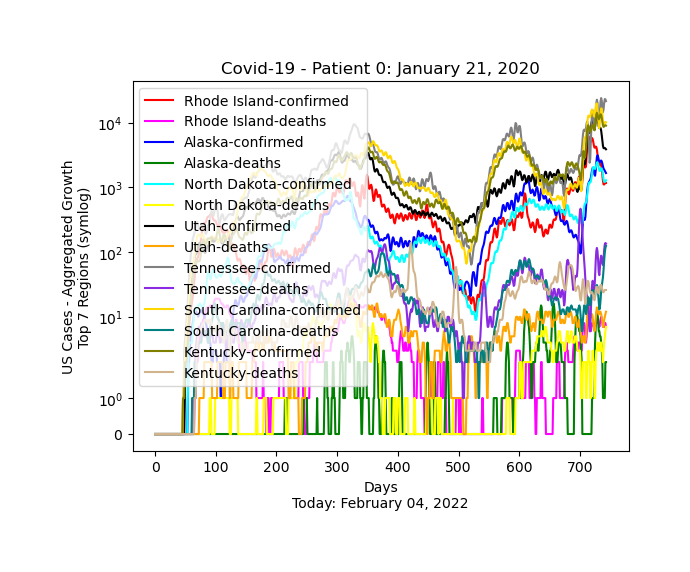 Covid-19 - Patient 0: January 21, 2020
US Cases - Aggregated Growth
Top 7 Regions (symlog)
10^4
10^3
10^2
10^1
10^0
0
Rhode Island-confirmed
Rhode Island-deaths
Alaska-confirmed
Alaska-deaths
North Dakota-confirmed
North Dakota-deaths
Utah-confirmed
Utah-deaths
Tennessee-confirmed
Tennessee-deaths
South Carolina-confirmed
South Carolina-deaths
Kentucky-confirmed
Kentucky-deaths
0 100 200 300 400 500 600 700
Days
Today: February 04, 2022